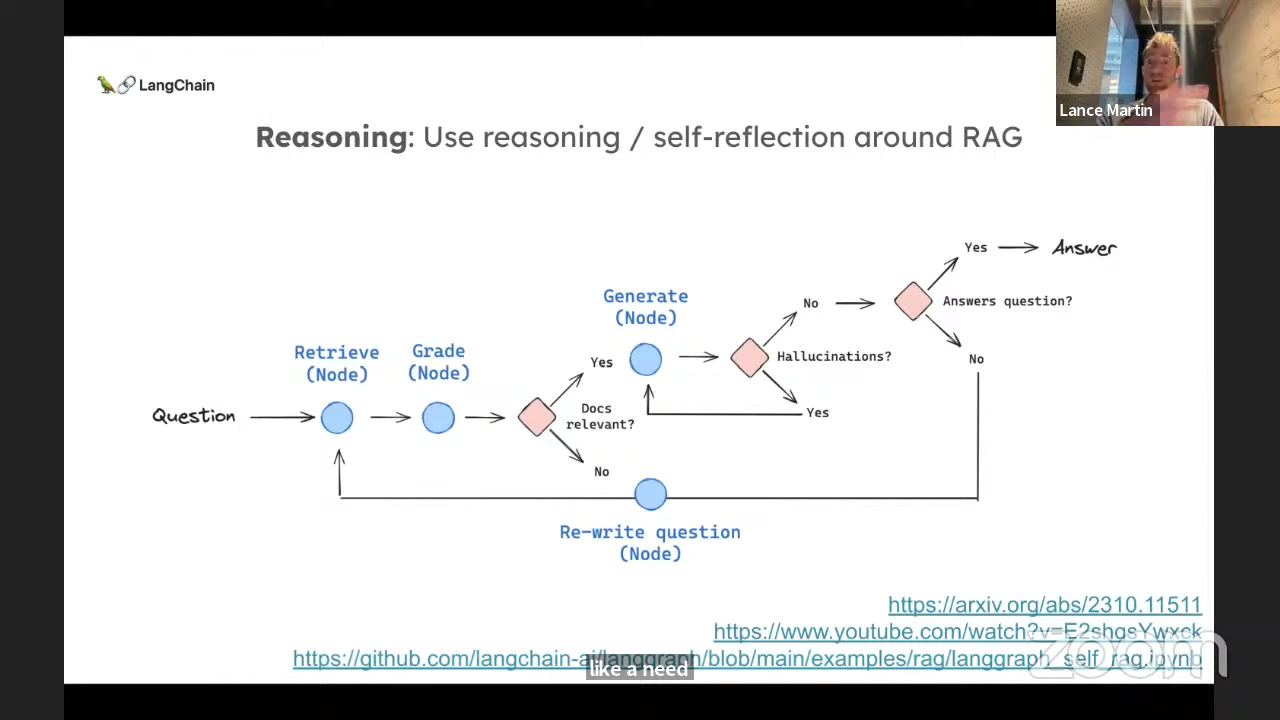 LangChain
Lance Martin
Reasoning: Use reasoning / self-reflection around RAG
Yes
Answer
Generate
(Node)
No
Answers question?
Retrieve
(Node)
Grade
(Node)
Yes
Hallucinations?
No
Question
Docs
relevant?
Yes
No
Re-write question
(Node)
https://arxiv.org/abs/2310.11511
https://www.youtube.com/watch?v=E2shqsYwxck
https://github.com/langchain-ai/langgraph/blob/main/examples/rag/langgraph_self_rag.ipynb
like a need
zoom